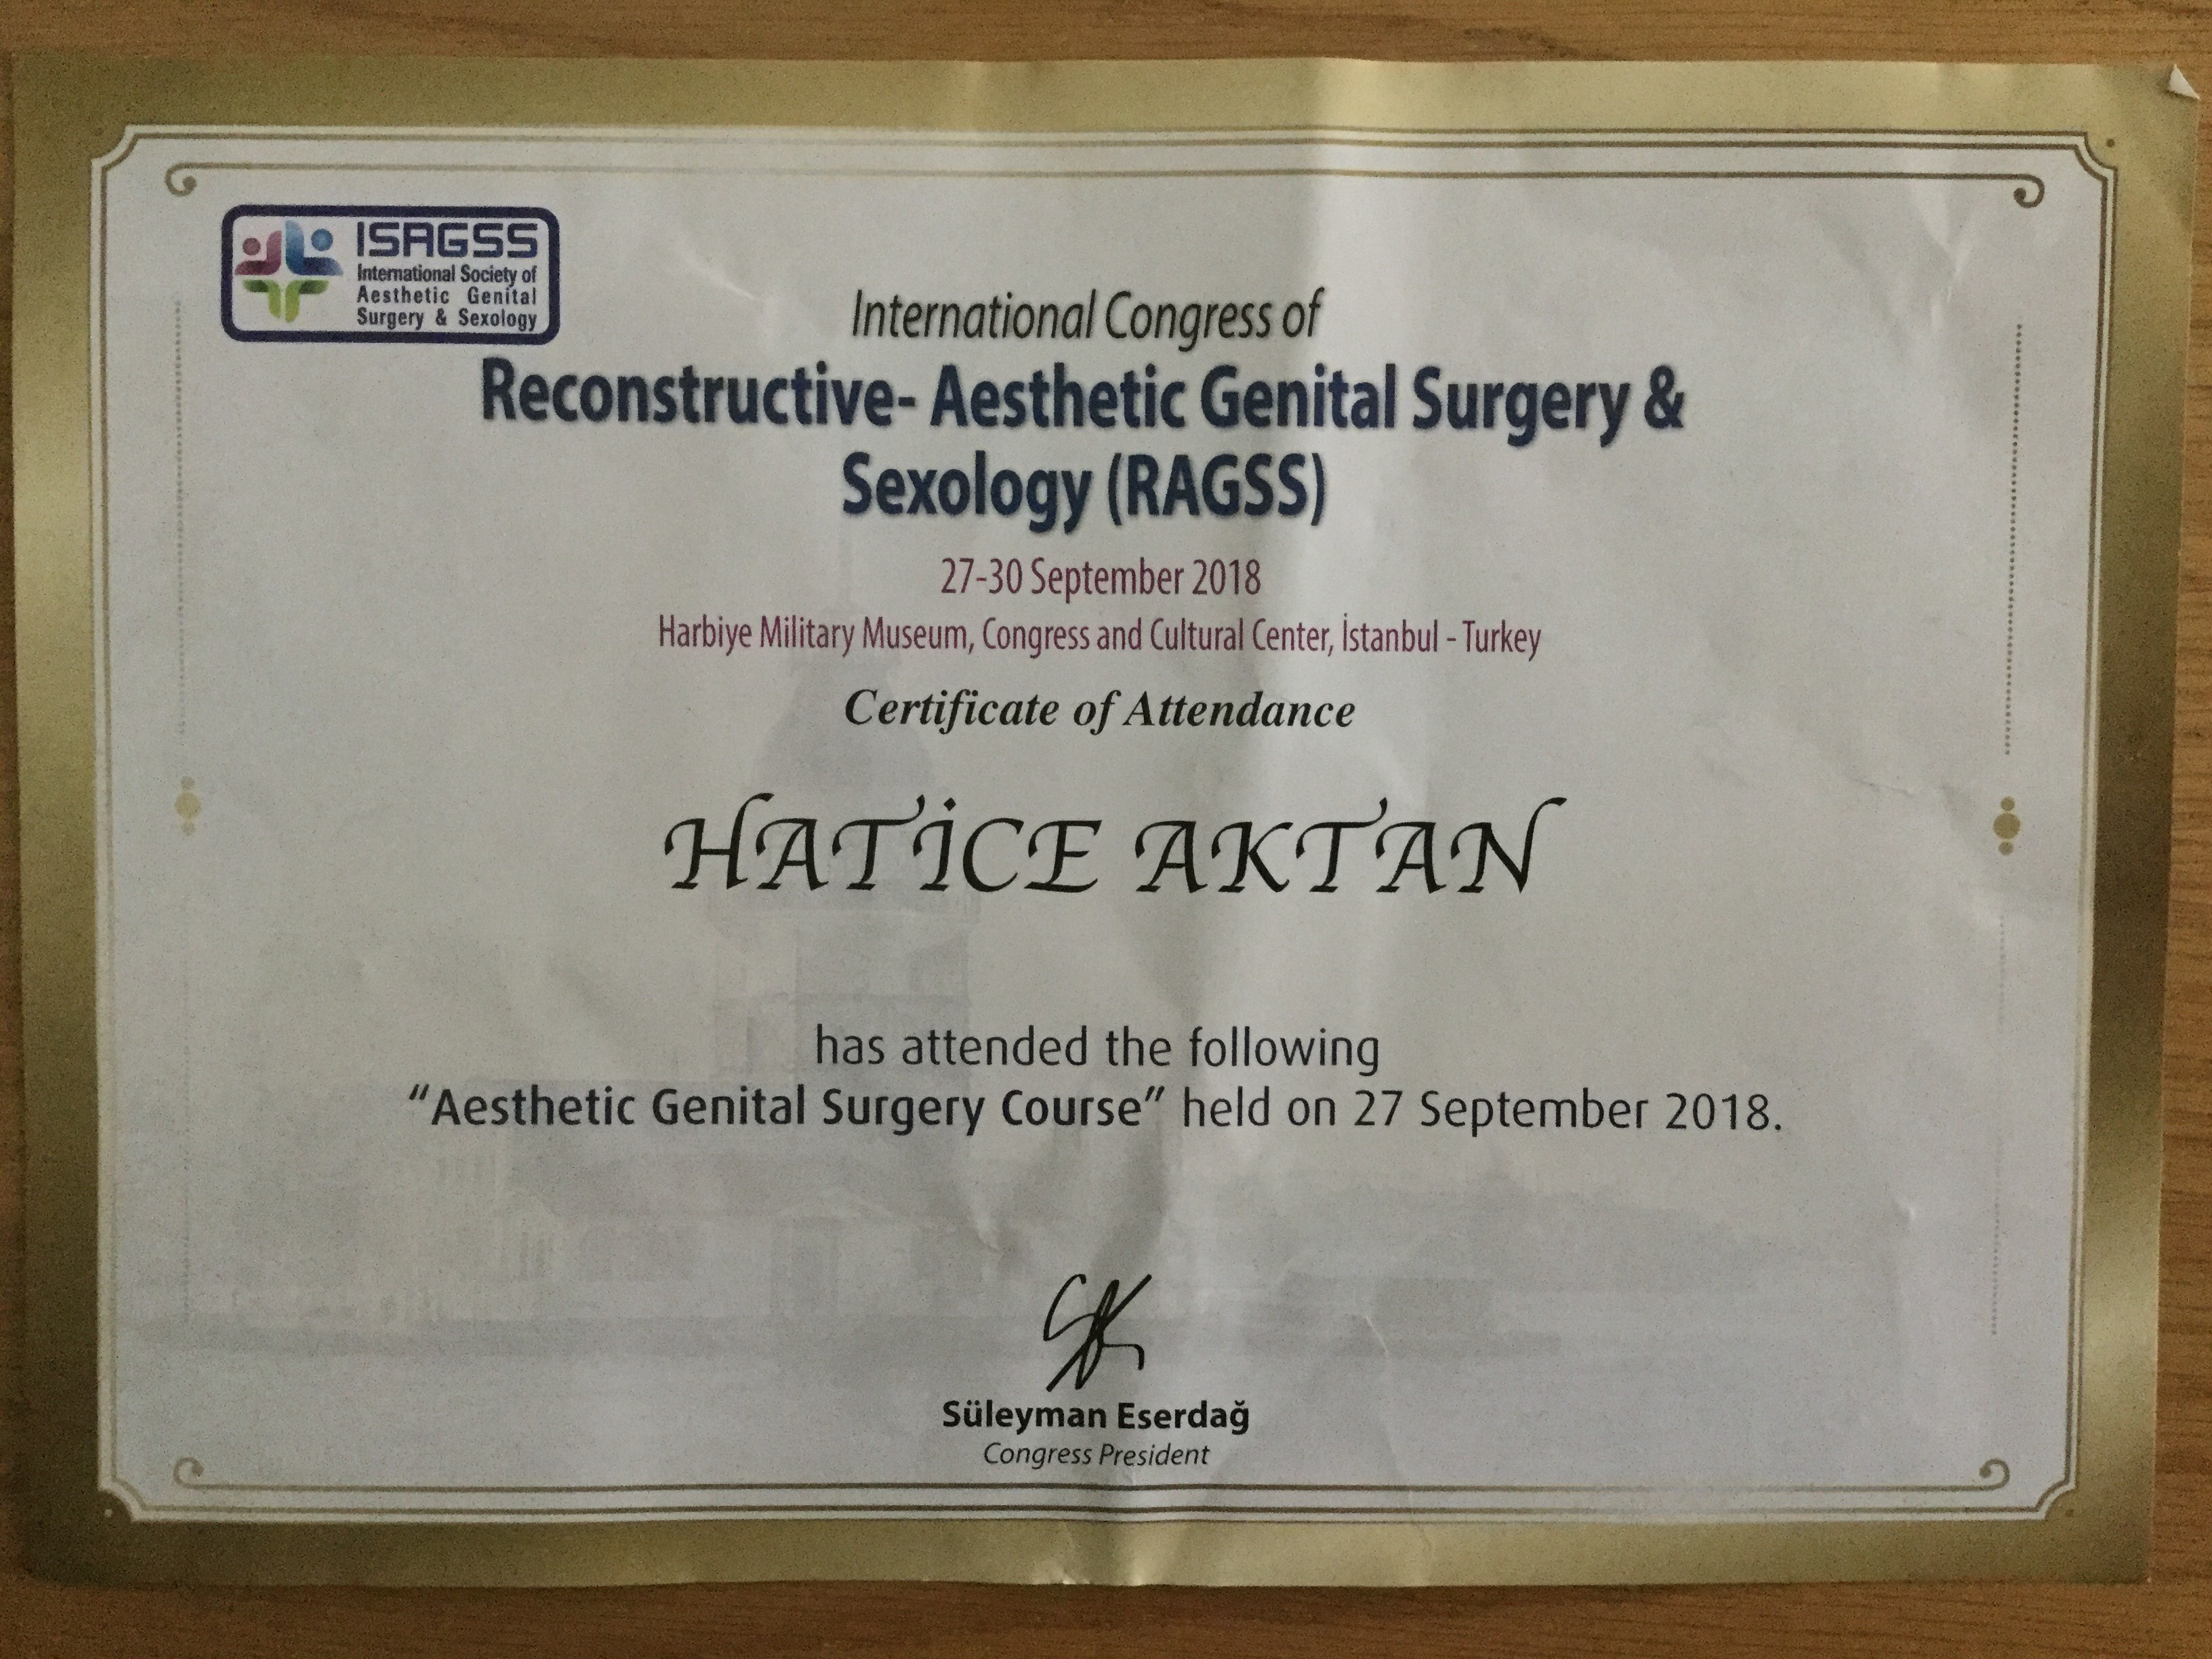 ISAGSS
International Society of
Aesthetic Genital
Surgery & Sexology
International Congress of
Reconstructive- Aesthetic Genital Surgery &
Sexology (RAGSS)
27-30 September 2018
Harbiye Military Museum, Congress and Cultural Center, İstanbul - Turkey
Certificate of Attendance
HATİCE AKTAN
has attended the following
“Aesthetic Genital Surgery Course” held on 27 September 2018.
Süleyman Eserdağ
Congress President